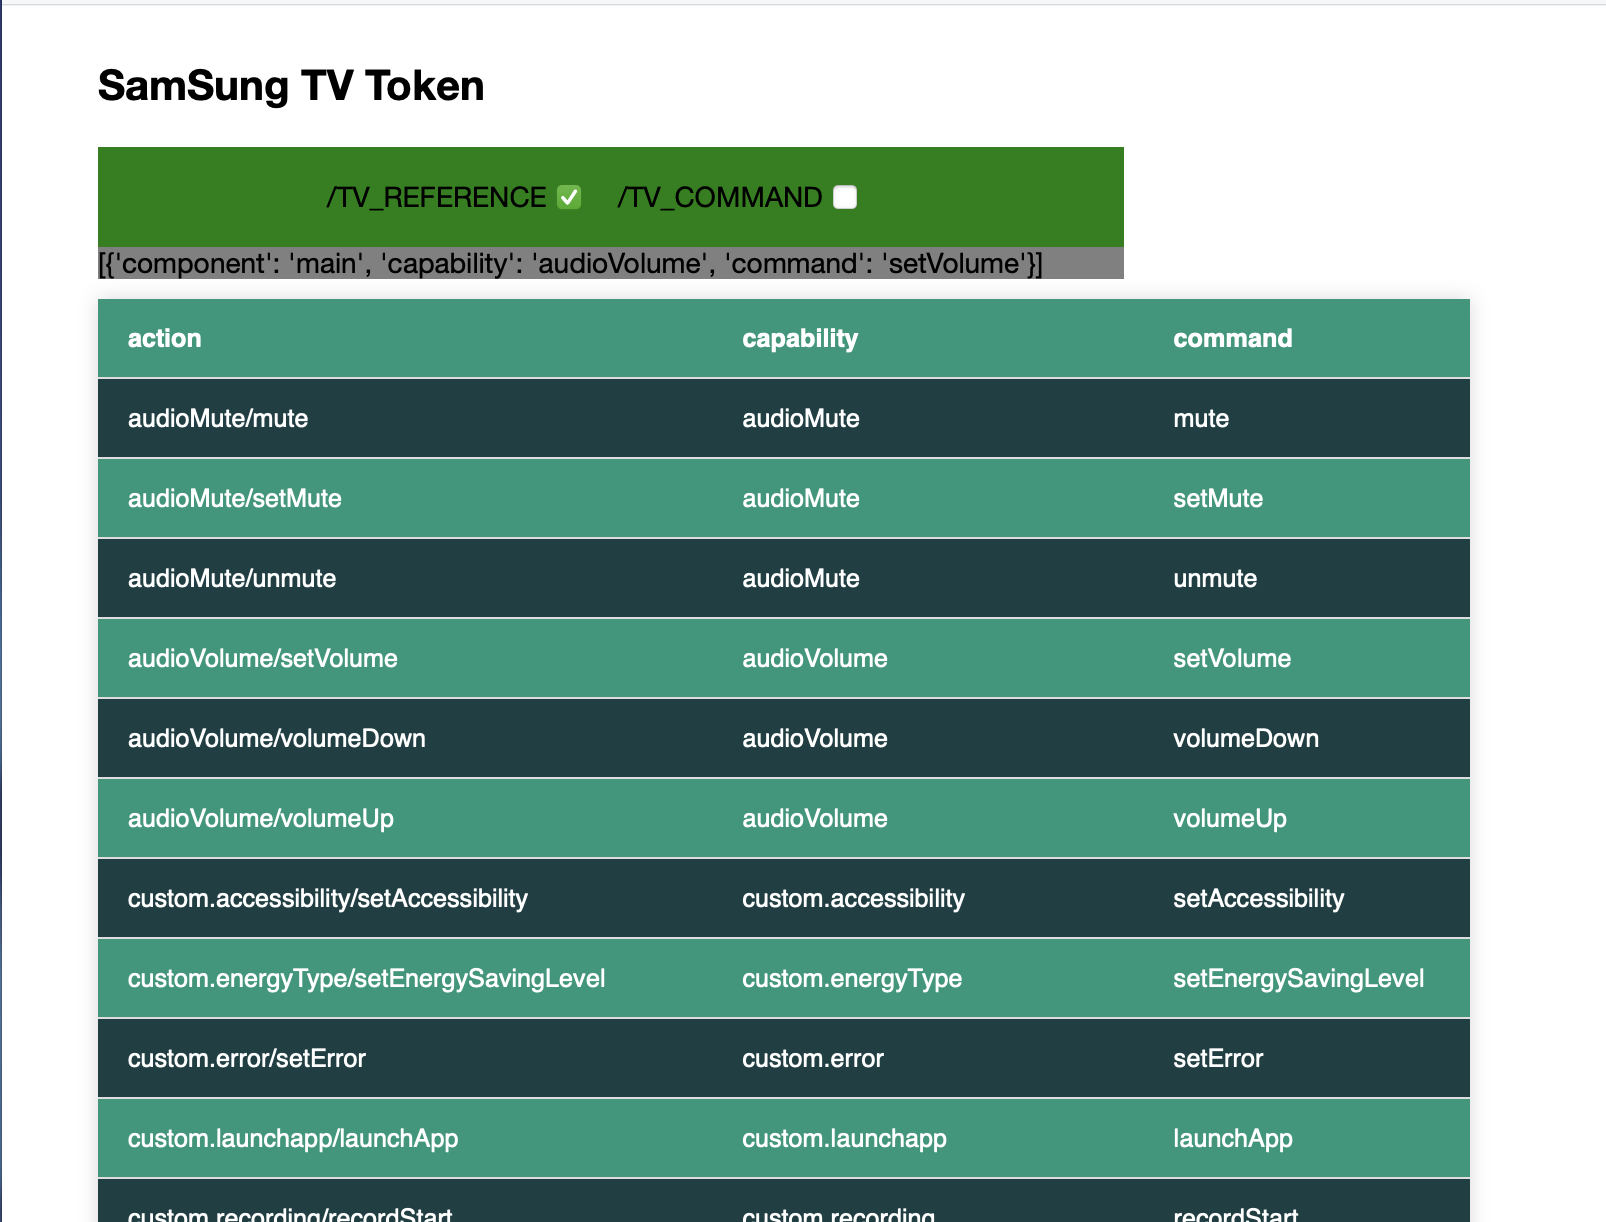 SamSung TV Token
/TV_REFERENCE /TV_COMMAND
[{'component': 'main', 'capability': 'audioVolume', 'command': 'setVolume'}]
action capability command
audioMute/mute audioMute mute
audioMute/setMute audioMute setMute
audioMute/unmute audioMute unmute
audioVolume/setVolume audioVolume setVolume
audioVolume/volumeDown audioVolume volumeDown
audioVolume/volumeUp audioVolume volumeUp
custom.accessibility/setAccessibility custom.accessibility setAccessibility
custom.energyType/setEnergySavingLevel custom.energyType setEnergySavingLevel
custom.error/setError custom.error setError
custom.launchapp/launchApp custom.launchapp launchApp
custom.recording/recordStart custom.recording recordStart